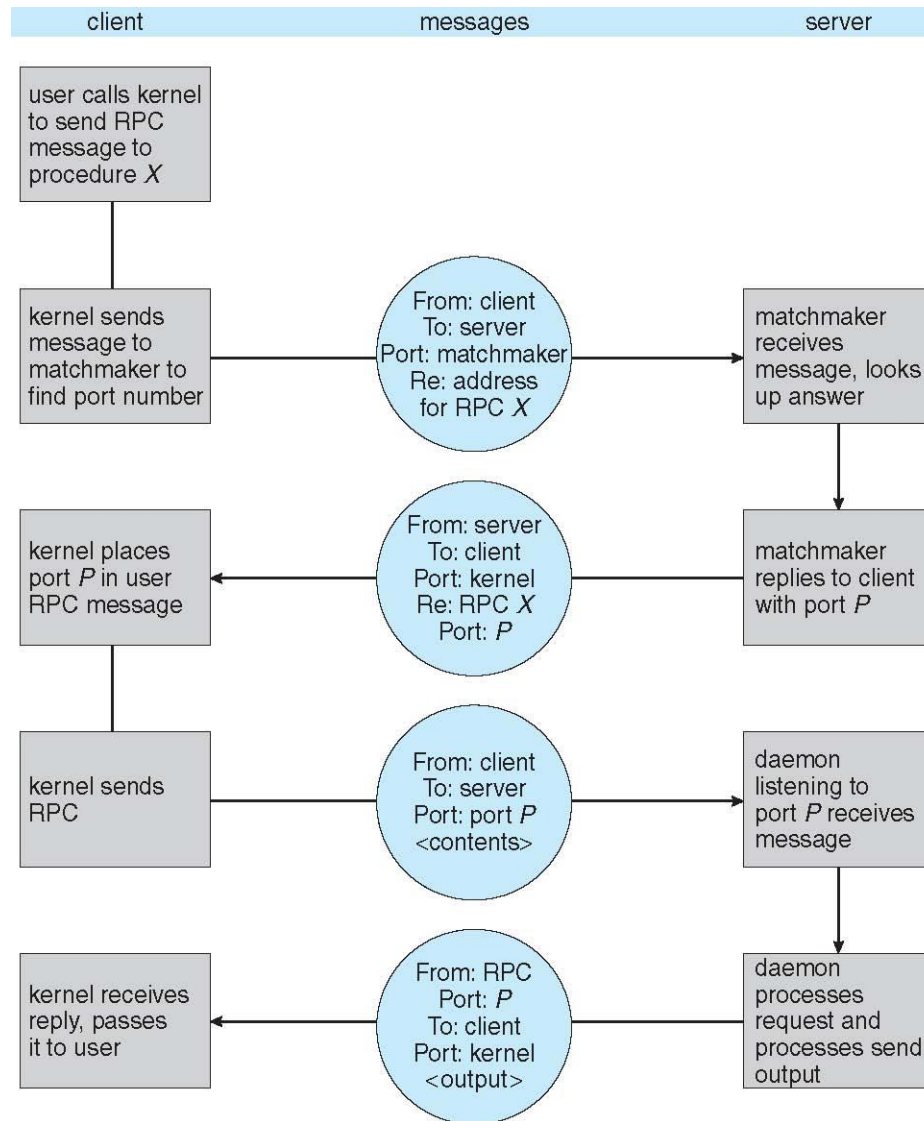 client
messages
server
user calls kernel
to send RPC
message to
procedure X
kernel sends
message to
matchmaker to
find port number
From: client
To: server
Port: matchmaker
Re: address
for RPC X
matchmaker
receives
message, looks
up answer
kernel places
port P in user
RPC message
From: server
To: client
Port: kernel
Re: RPC X
Port: P
matchmaker
replies to client
with port P
kernel sends
RPC
From: client
To: server
Port: port P
<contents>
daemon
listening to
port P receives
message
kernel receives
reply, passes
it to user
From: RPC
Port: P
To: client
Port: kernel
<output>
daemon
processes
request and
processes send
output